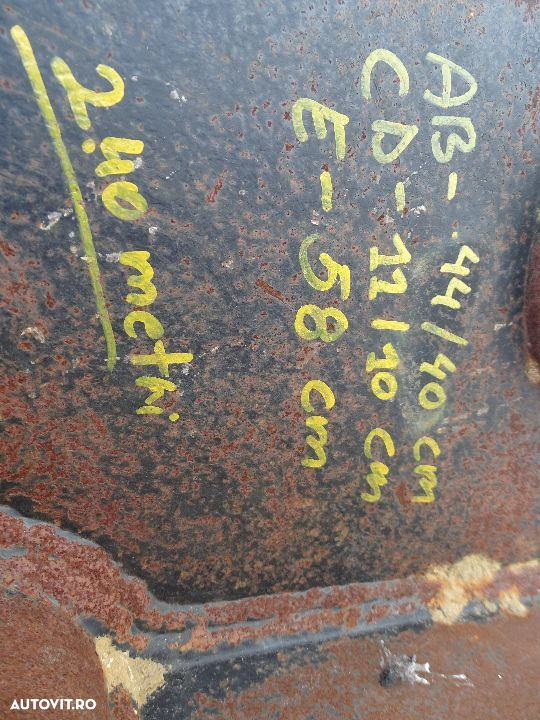 AB - 44/40 cm
CD - 11/10 cm
E - 58 cm
2.40 metri
AUTOVIT.RO